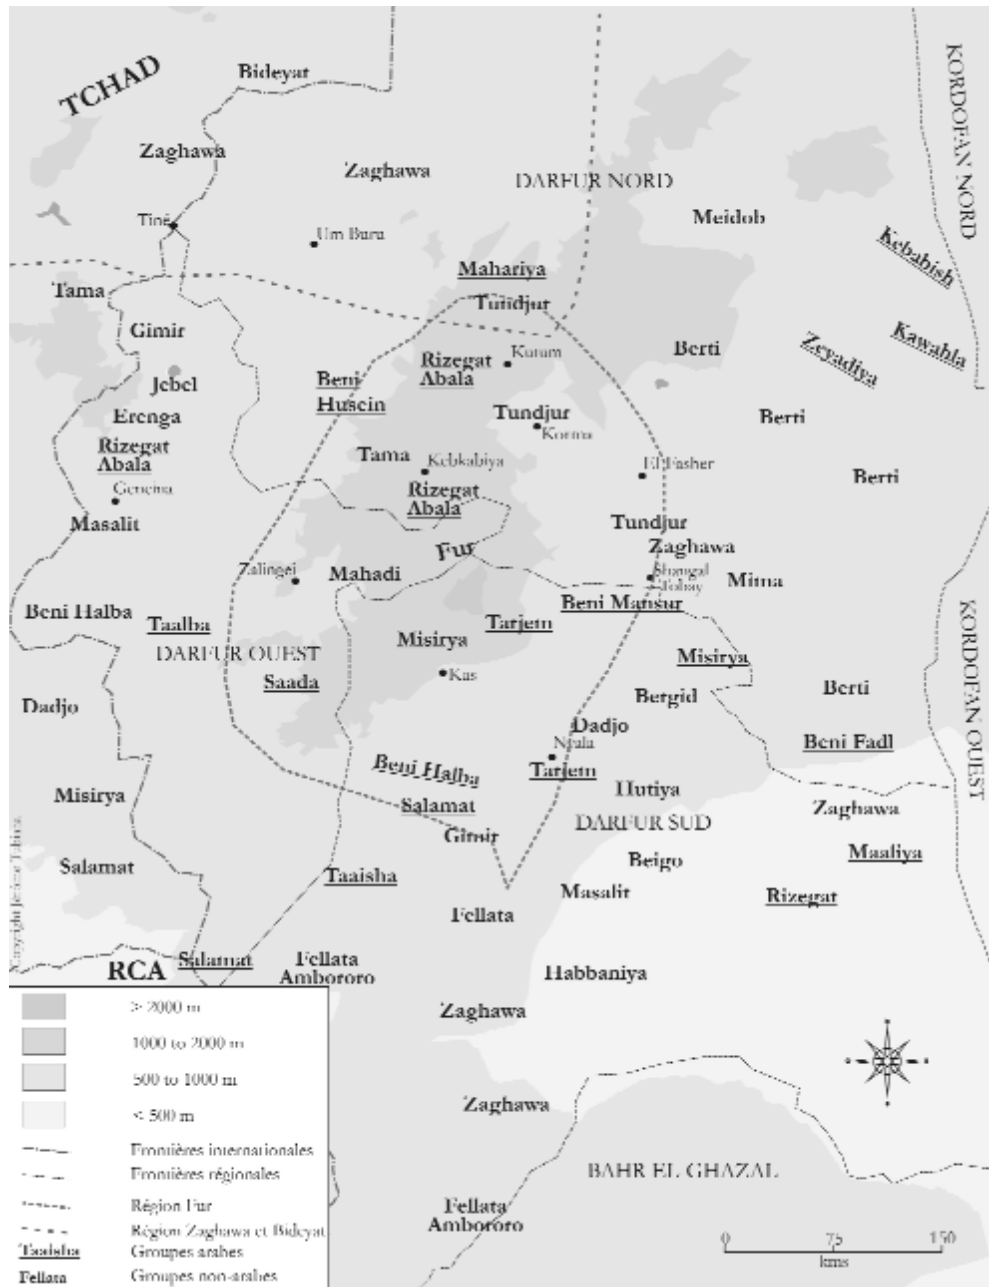 TCHAD
Bideyat
KORDOFAN NORD
Zaghawa
Zaghawa
DARFUR NORD
Meidob
Tiné
Um Buru
Kebabish
Mahariya
Tama
Tundjur
Gimir
Kawahla
Zeyadiya
Berti
Kutum
Rizegat
Abala
Jebel
Beni
Husein
Erenga
Tundjur
Korma
Berti
Rizegat
Abala
Tama
Kebkabiya
El Fasher
Berti
Geneina
Rizegat
Abala
Masalit
Tundjur
Fur
Zaghawa
Zalingei
Mahadi
Shangal
Tobay
Mima
Beni Halba
Taalba
Beni Mansur
Tarjem
KORDOFAN OUEST
DARFUR OUEST
Misirya
Misirya
Saada
Kas
Berti
Bergid
Dadjo
Dadjo
Beni Fadl
Nyala
Beni Halba
Tarjem
Misirya
Hutiya
Salamat
Zaghawa
DARFUR SUD
Gimir
Maaliya
Beigo
Salamat
Taaisha
Masalit
Rizegat
Fellata
Salamat
RCA
Fellata
Ambororo
Habbaniya
Zaghawa
Zaghawa
BAHR EL GHAZAL
Fellata
Ambororo
> 2000 m
1000 to 2000 m
500 to 1000 m
< 500 m
Frontières internationales
Frontières régionales
Région Fur
Région Zaghawa et Bideyat
Taaisha Groupes arabes
Fellata Groupes non-arabes
0 75 150
kms